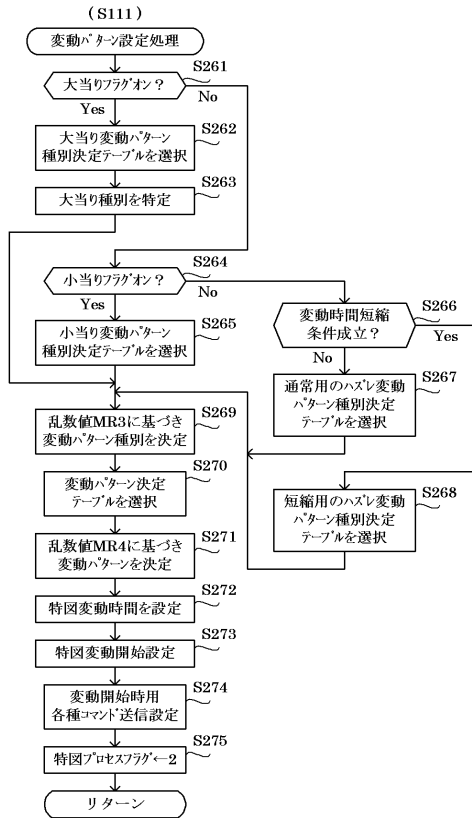 (S111)
変動パターン設定処理
大当りフラグオン?
S261
Yes
No
大当り変動パターン
種別決定テーブルを選択
S262
大当り種別を特定
S263
小当りフラグオン?
S264
Yes
No
小当り変動パターン
種別決定テーブルを選択
S265
変動時間短縮
条件成立?
S266
Yes
No
通常用のハズレ変動
パターン種別決定
テーブルを選択
S267
短縮用のハズレ変動
パターン種別決定
テーブルを選択
S268
乱数値MR3に基づき
変動パターン種別を決定
S269
変動パターン決定
テーブルを選択
S270
乱数値MR4に基づき
変動パターンを決定
S271
特図変動時間を設定
S272
特図変動開始設定
S273
変動開始時用
各種コマンド送信設定
S274
特図プロセスフラグ←2
S275
リターン